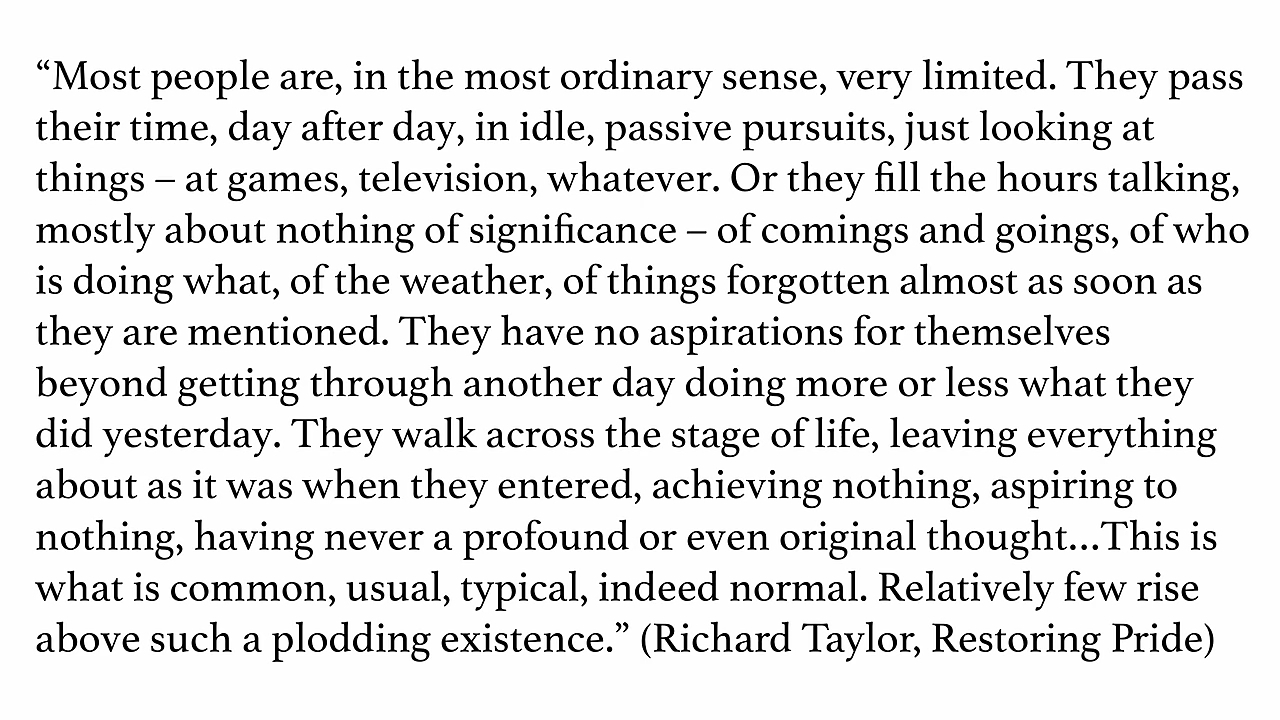 “Most people are, in the most ordinary sense, very limited. They pass
their time, day after day, in idle, passive pursuits, just looking at
things – at games, television, whatever. Or they fill the hours talking,
mostly about nothing of significance – of comings and goings, of who
is doing what, of the weather, of things forgotten almost as soon as
they are mentioned. They have no aspirations for themselves
beyond getting through another day doing more or less what they
did yesterday. They walk across the stage of life, leaving everything
about as it was when they entered, achieving nothing, aspiring to
nothing, having never a profound or even original thought...This is
what is common, usual, typical, indeed normal. Relatively few rise
above such a plodding existence.” (Richard Taylor, Restoring Pride)